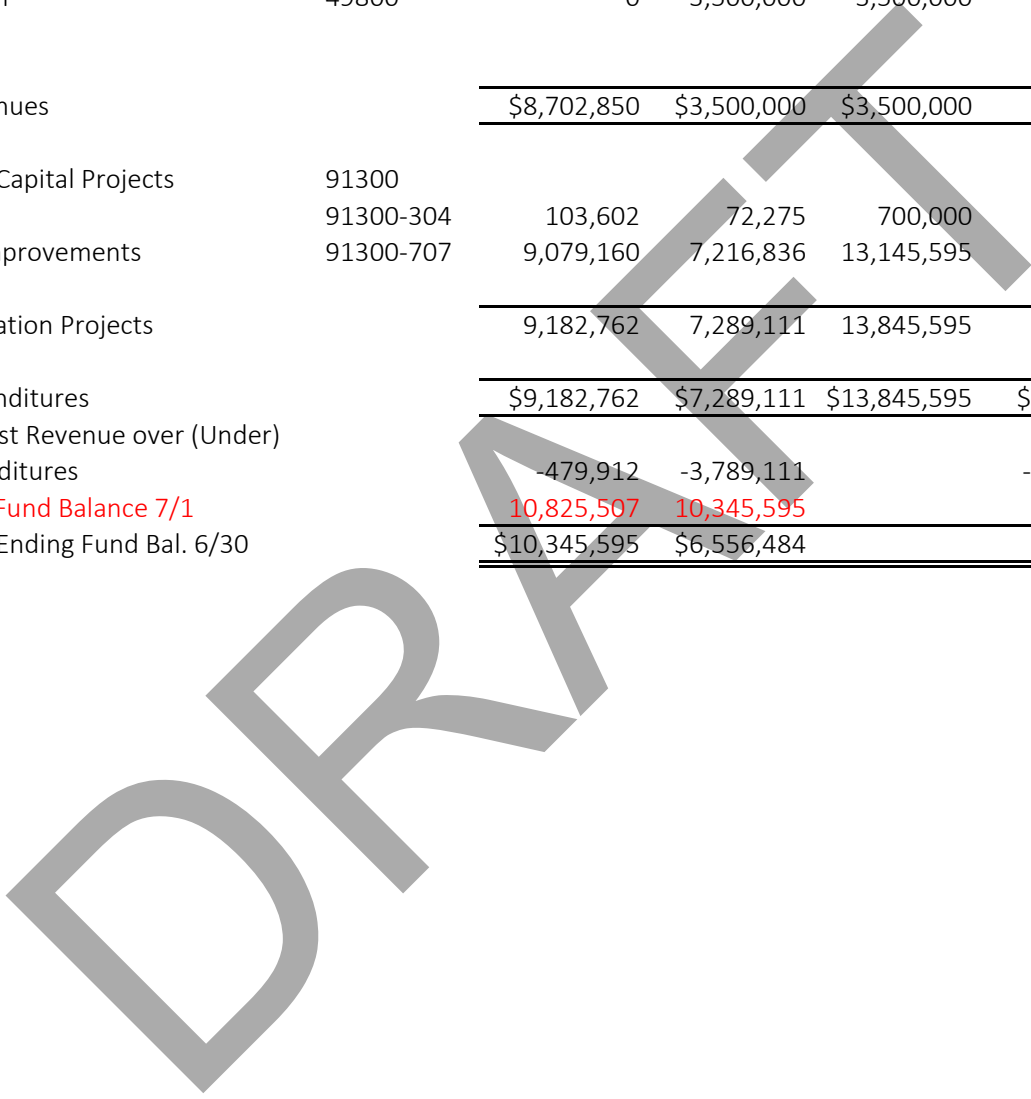 nues $8,702,850 $3,500,000 $3,500,000
Capital Projects 91300
91300-304 103,602 72,275 700,000
provements 91300-707 9,079,160 7,216,836 13,145,595
ation Projects 9,182,762 7,289,111 13,845,595
nditures $9,182,762 $7,289,111 $13,845,595 $
st Revenue over (Under)
ditures -479,912 -3,789,111 -
Fund Balance 7/1 10,825,507 10,345,595
Ending Fund Bal. 6/30 $10,345,595 $6,556,484
DRAFT